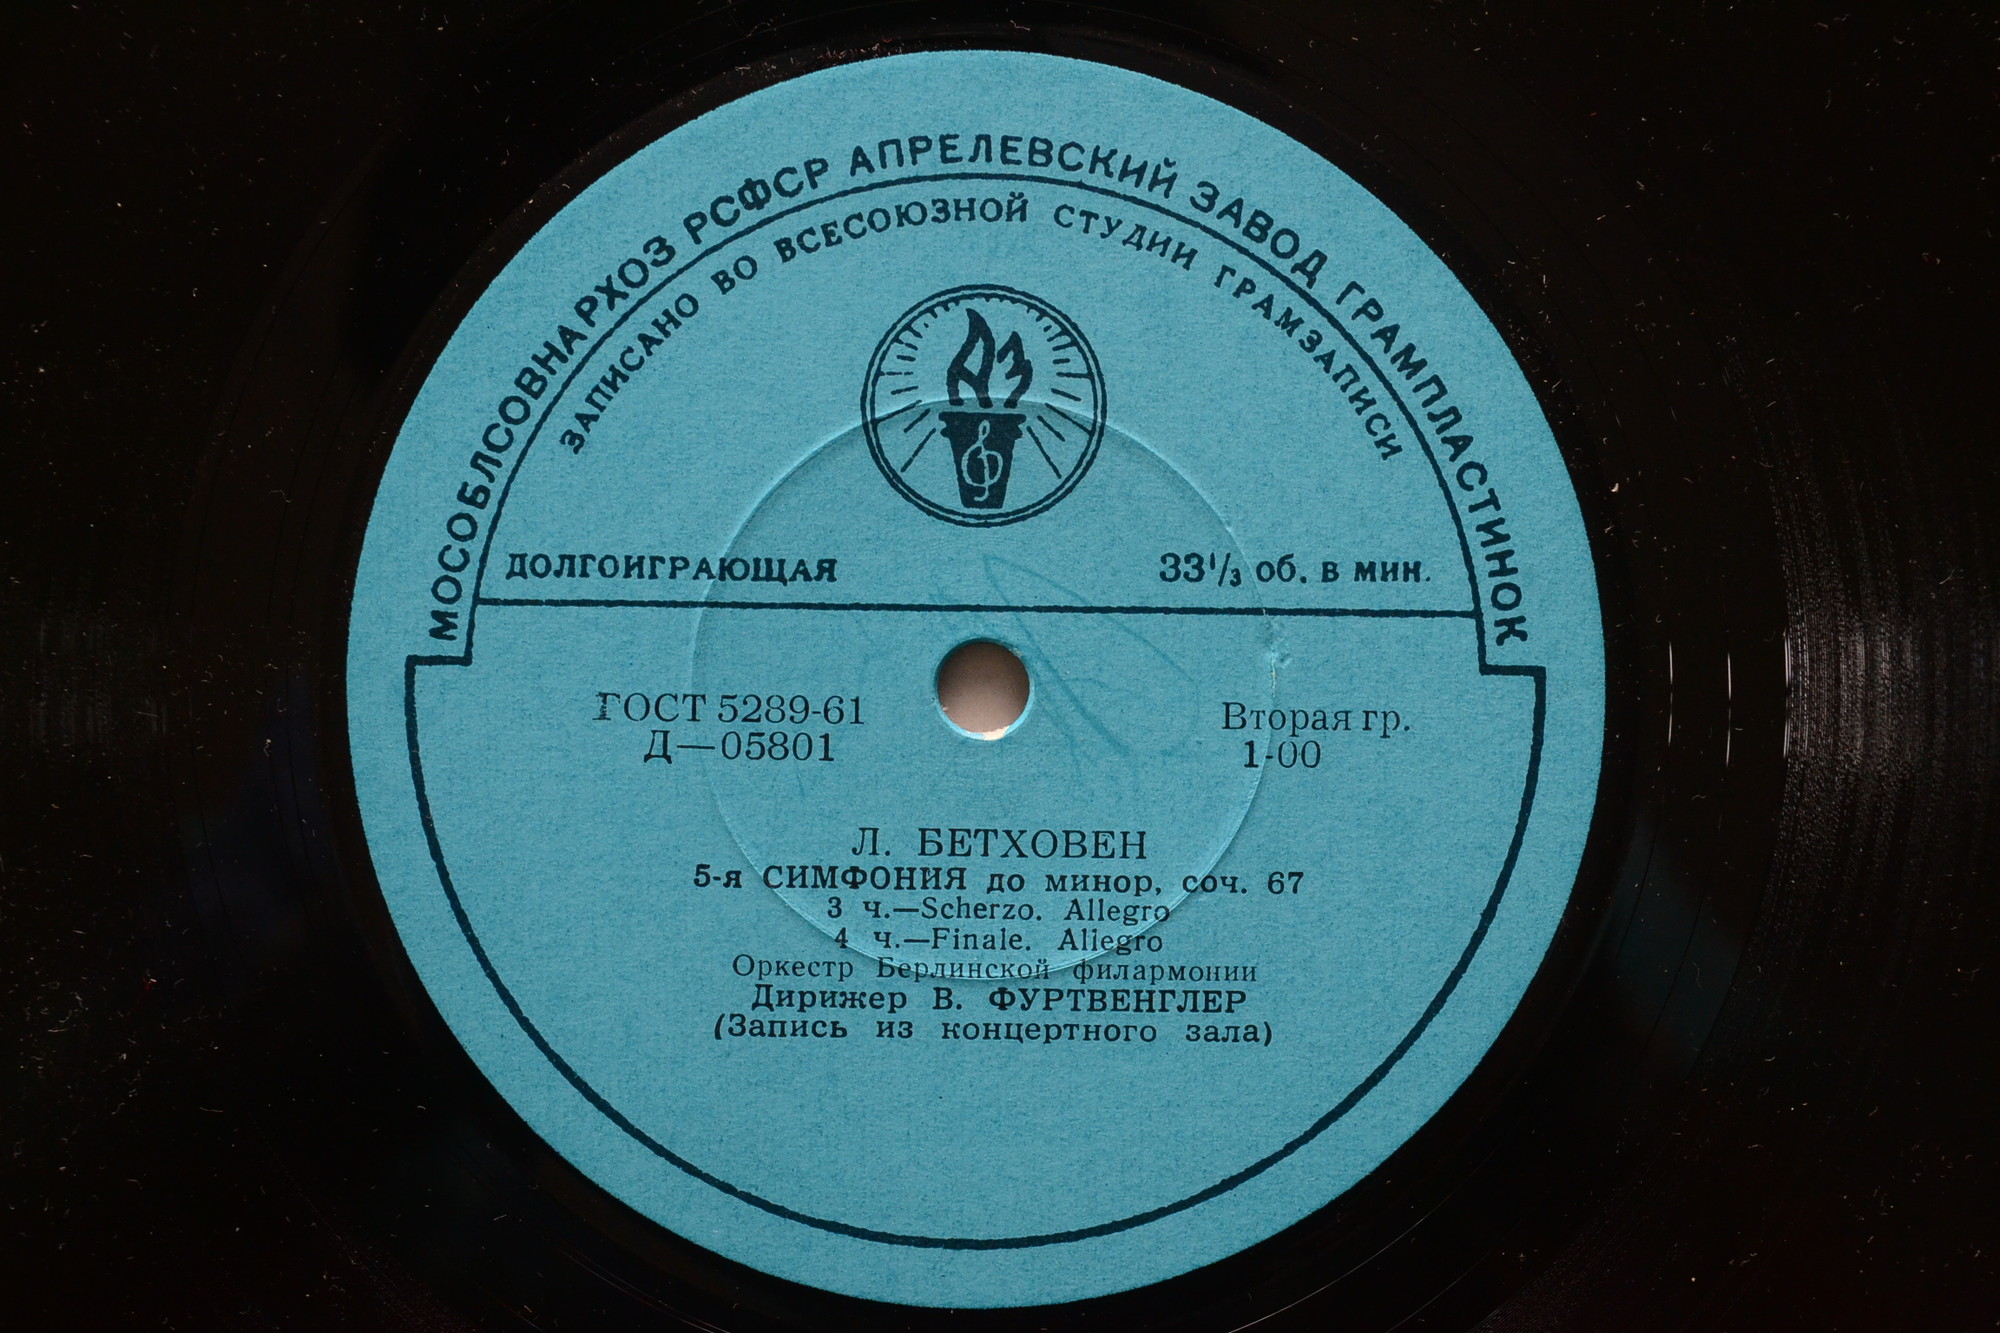 МОСОБЛСОВНАРХОЗ РСФСР АПРЕЛЕВСКИЙ ЗАВОД ГРАМПЛАСТИНОК
ЗАПИСАНО ВО ВСЕСОЮЗНОЙ СТУДИИ ГРАМЗАПИСИ
АЗ
ДОЛГОИГРАЮЩАЯ 33 1/3 об. в мин.
ГОСТ 5289-61 Вторая гр.
Д—05801 1-00
Л. БЕТХОВЕН
5-я СИМФОНИЯ до минор, соч. 67
3 ч.—Scherzo. Allegro
4 ч.—Finale. Allegro
Оркестр Берлинской филармонии
Дирижер В. ФУРТВЕНГЛЕР
(Запись из концертного зала)